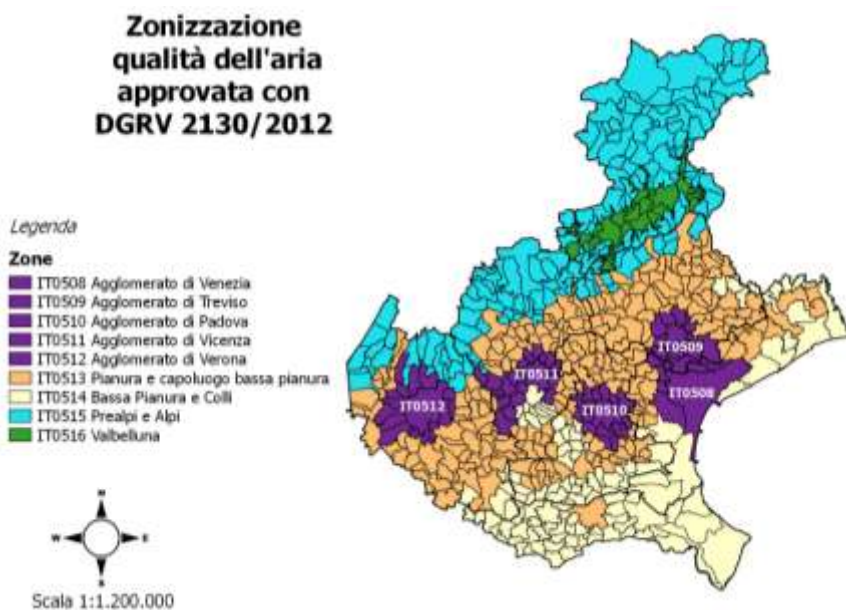 Zonizzazione
qualità dell'aria
approvata con
DGRV 2130/2012
Legenda
Zone
IT0508 Agglomerato di Venezia
IT0509 Agglomerato di Treviso
IT0510 Agglomerato di Padova
IT0511 Agglomerato di Vicenza
IT0512 Agglomerato di Verona
IT0513 Pianura e capoluogo bassa pianura
IT0514 Bassa Pianura e Colli
IT0515 Prealpi e Alpi
IT0516 Valbelluna
IT0509
IT0511
IT0508
IT0512
IT0510
N
W
E
S
Scala 1:1.200.000